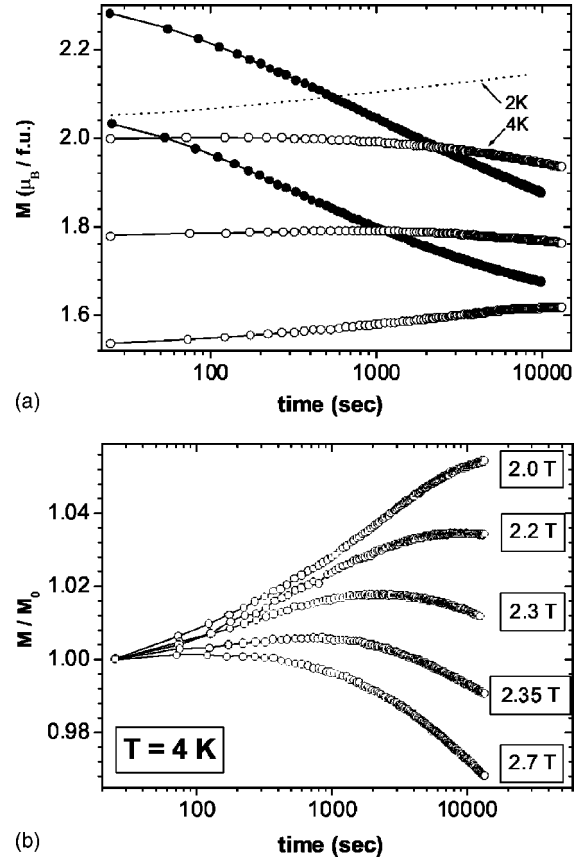 (a)
M (μB / f.u.)
2.2
2.0
1.8
1.6
2K
4K
100
1000
10000
time (sec)
(b)
M / M0
1.04
1.02
1.00
0.98
2.0 T
2.2 T
2.3 T
2.35 T
2.7 T
T = 4 K
100
1000
10000
time (sec)